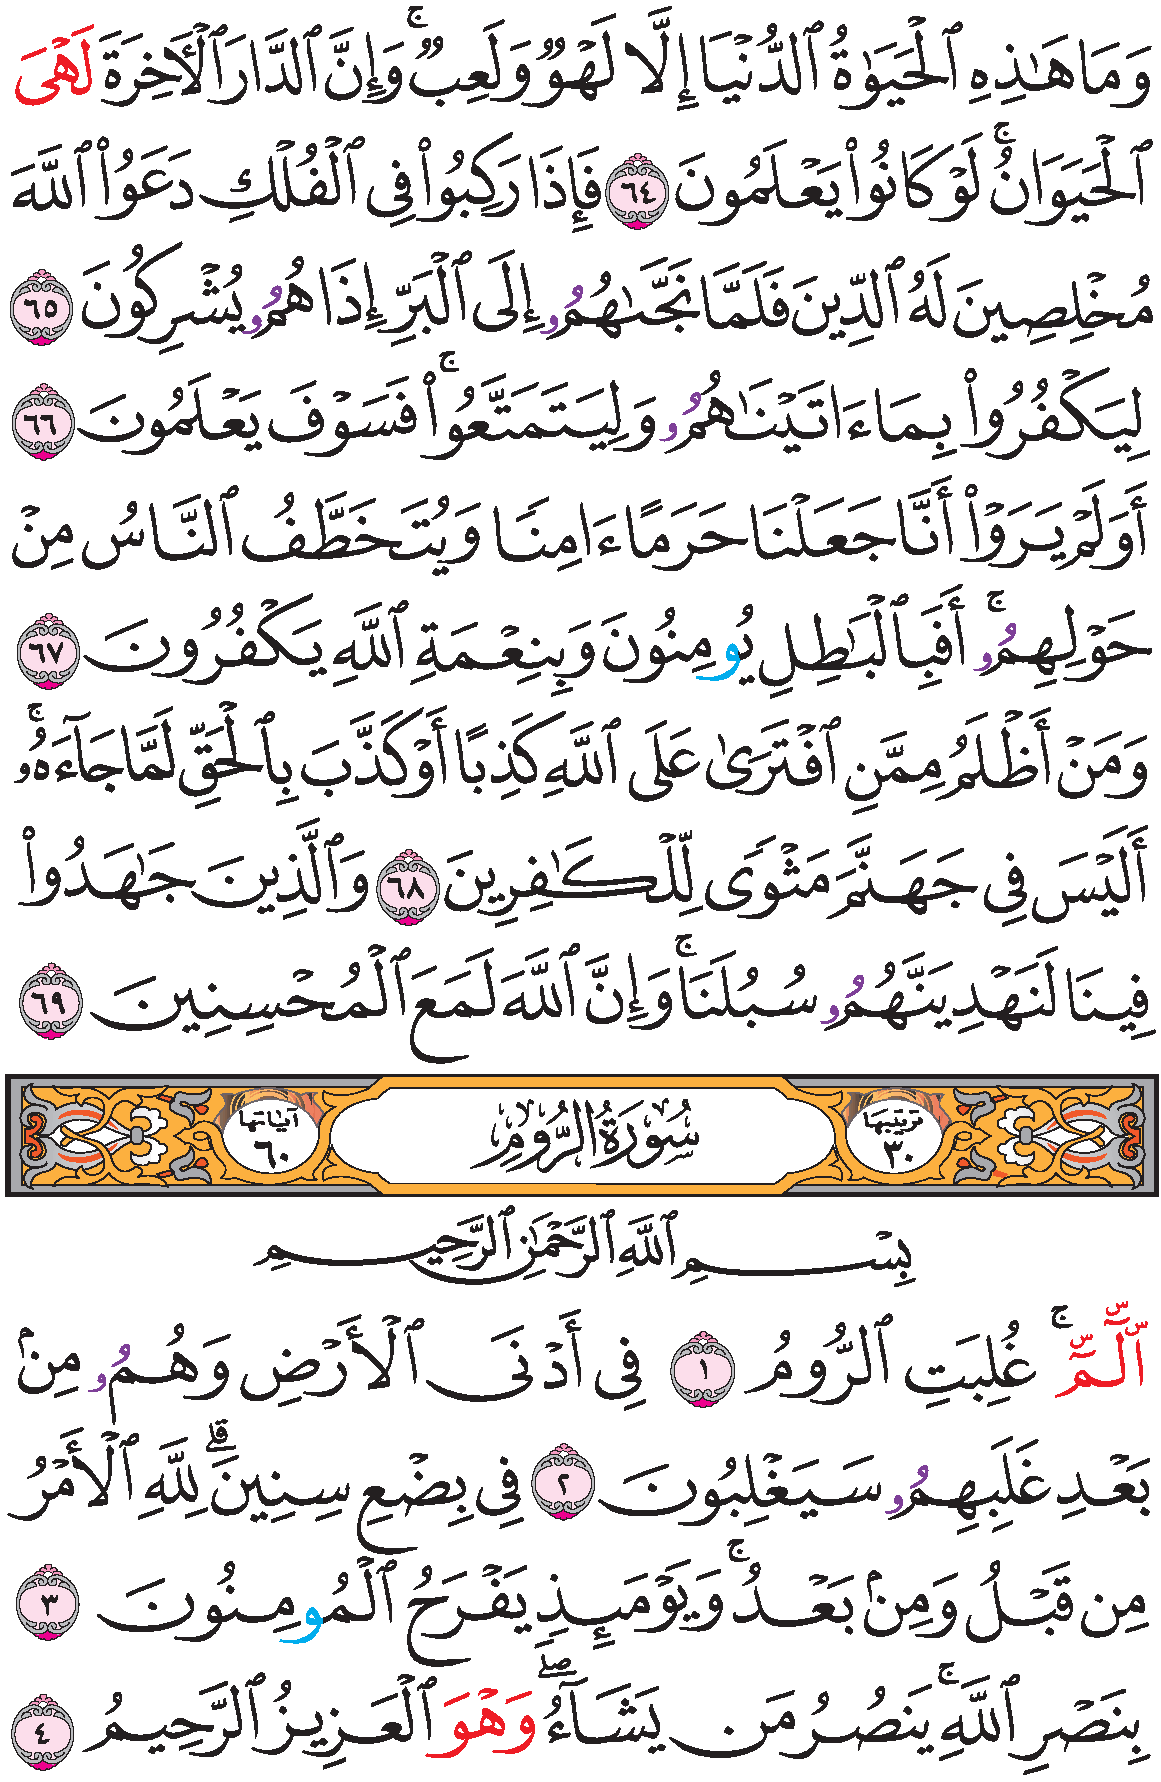 وَمَا هَٰذِهِ ٱلْحَيَوٰةُ ٱلدُّنْيَا إِلَّا لَهْوٌ وَلَعِبٌ ۚ وَإِنَّ ٱلدَّارَ ٱلْأَخِرَةَ لَهْىَ
ٱلْحَيَوَانُ ۚ لَوْ كَانُوا۟ يَعْلَمُونَ ٦٤ فَإِذَا رَكِبُوا۟ فِى ٱلْفُلْكِ دَعَوُا۟ ٱللَّهَ
مُخْلِصِينَ لَهُ ٱلدِّينَ فَلَمَّا نَجَّىٰهُمُۥ إِلَى ٱلْبَرِّ إِذَا هُمُۥ يُشْرِكُونَ ٦٥
لِيَكْفُرُوا۟ بِمَا ءَاتَيْنَٰهُمُۥ وَلِيَتَمَتَّعُوا۟ ۚ فَسَوْفَ يَعْلَمُونَ ٦٦
أَوَلَمْ يَرَوْا۟ أَنَّا جَعَلْنَا حَرَمًا ءَامِنًا وَيُتَخَطَّفُ ٱلنَّاسُ مِنْ
حَوْلِهِمُۥ ۚ أَفَبِٱلْبَٰطِلِ يُومِنُونَ وَبِنِعْمَةِ ٱللَّهِ يَكْفُرُونَ ٦٧
وَمَنْ أَظْلَمُ مِمَّنِ ٱفْتَرَىٰ عَلَى ٱللَّهِ كَذِبًا أَوْ كَذَّبَ بِٱلْحَقِّ لَمَّا جَآءَهُۥ ۚ
أَلَيْسَ فِى جَهَنَّمَ مَثْوًى لِّلْكَٰفِرِينَ ٦٨ وَٱلَّذِينَ جَٰهَدُوا۟
فِينَا لَنَهْدِيَنَّهُمُۥ سُبُلَنَا ۚ وَإِنَّ ٱللَّهَ لَمَعَ ٱلْمُحْسِنِينَ ٦٩
ترتيبها ٣٠ سُورَةُ الرُّومِ آياتها ٦٠
بِسْمِ ٱللَّهِ ٱلرَّحْمَٰنِ ٱلرَّحِيمِ
الٓمٓ ۚ غُلِبَتِ ٱلرُّومُ ١ فِى أَدْنَى ٱلْأَرْضِ وَهُمُۥ مِنۢ
بَعْدِ غَلَبِهِمُۥ سَيَغْلِبُونَ ٢ فِى بِضْعِ سِنِينَ ۗ لِلَّهِ ٱلْأَمْرُ
مِن قَبْلُ وَمِنۢ بَعْدُ ۚ وَيَوْمَئِذٍ يَفْرَحُ ٱلْمُومِنُونَ ٣
بِنَصْرِ ٱللَّهِ ۚ يَنصُرُ مَن يَشَآءُ ۖ وَهْوَ ٱلْعَزِيزُ ٱلرَّحِيمُ ٤